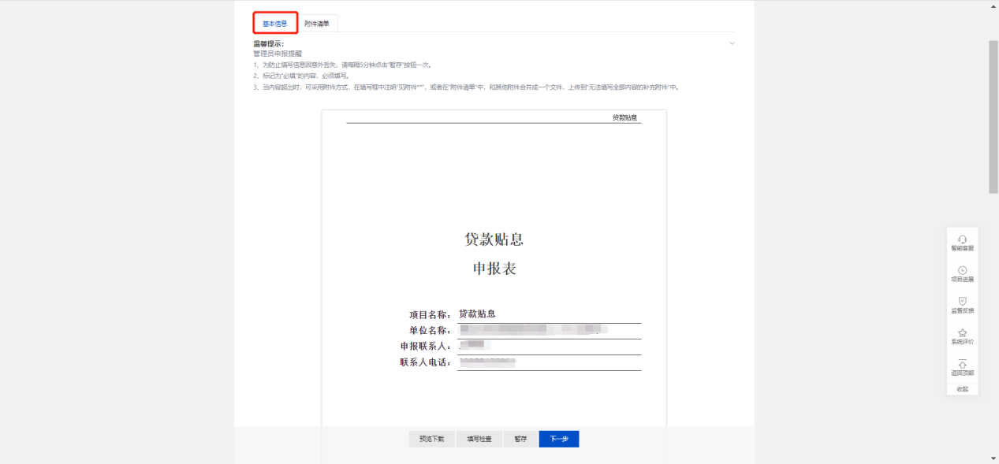 基本信息 附件清单
温馨提示：
管理员申报提醒
1、为防止填写信息因意外丢失，请每隔5分钟点击“暂存”按钮一次。
2、标记为“必填”的内容，必须填写。
3、当内容超出时，可采用附件方式，在填写框中注明“见附件**”，或者在“附件清单”中，和其他附件合并成一个文件，上传到“无法填写全部内容的补充附件”中。
贷款贴息
贷款贴息
申报表
项目名称： 贷款贴息
单位名称：
申报联系人：
联系人电话：
智能客服
项目进展
监督反馈
系统评价
返回顶部
收起
预览下载 填写检查 暂存 下一步